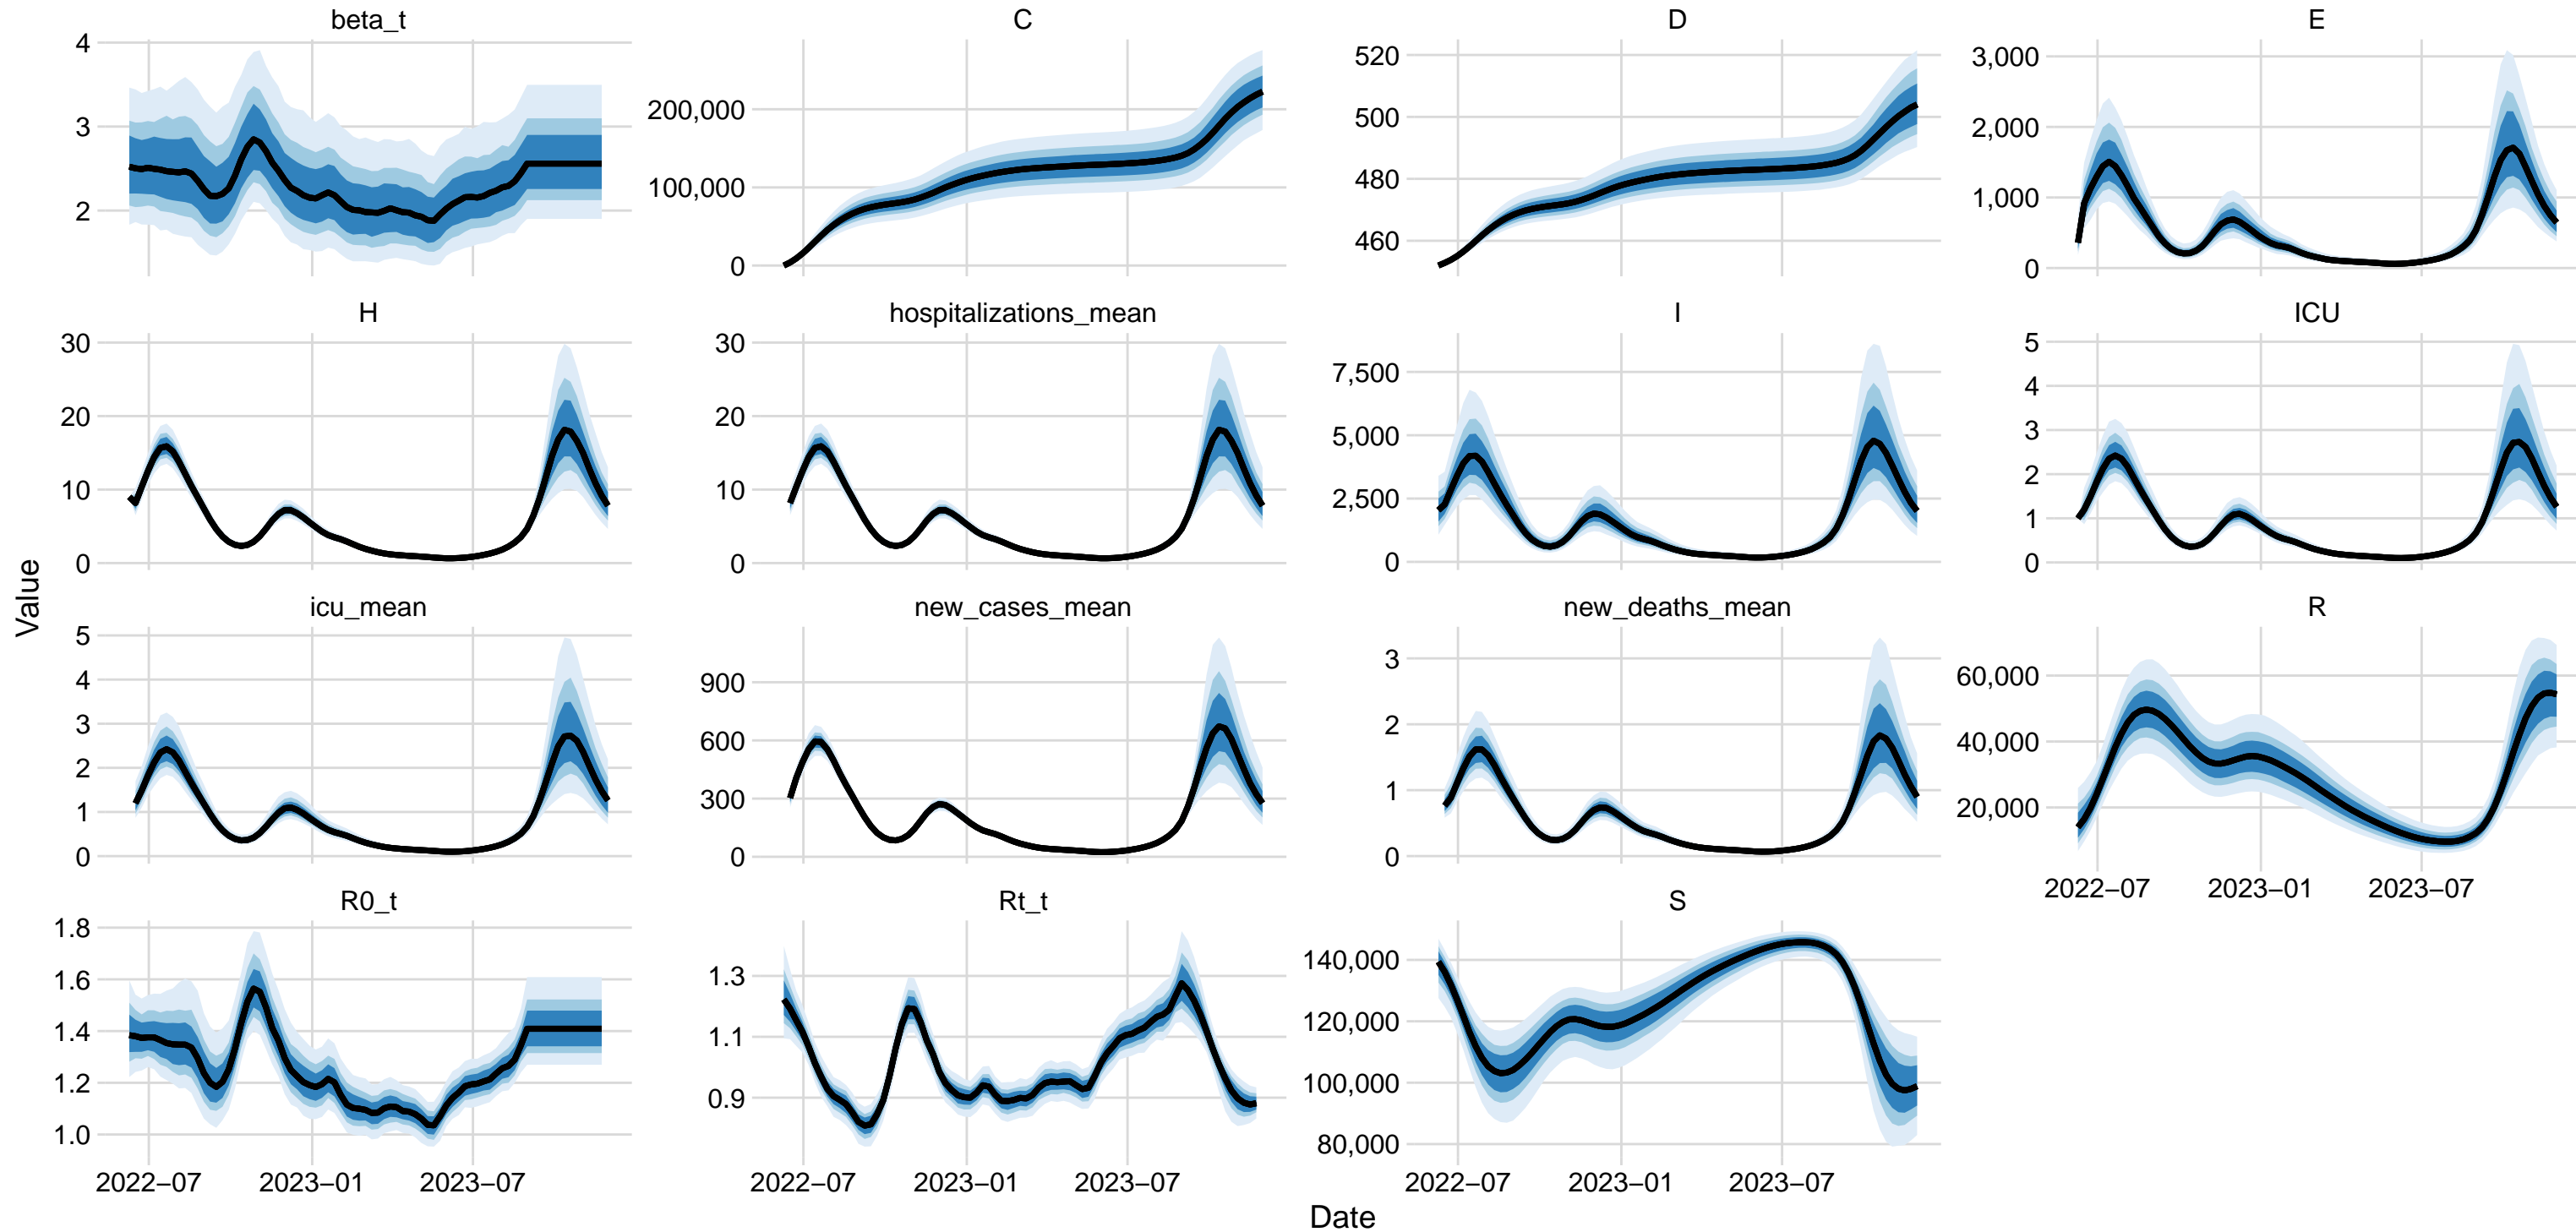 beta_t
4
3
2
C
200,000
100,000
0
D
520
500
480
460
E
3,000
2,000
1,000
0
H
30
20
10
0
hospitalizations_mean
30
20
10
0
I
7,500
5,000
2,500
0
ICU
5
4
3
2
1
0
Value
icu_mean
5
4
3
2
1
0
new_cases_mean
900
600
300
0
new_deaths_mean
3
2
1
0
R
60,000
40,000
20,000
2022−07 2023−01 2023−07
R0_t
1.8
1.6
1.4
1.2
1.0
2022−07 2023−01 2023−07
Rt_t
1.3
1.1
0.9
2022−07 2023−01 2023−07
S
140,000
120,000
100,000
80,000
2022−07 2023−01 2023−07
Date